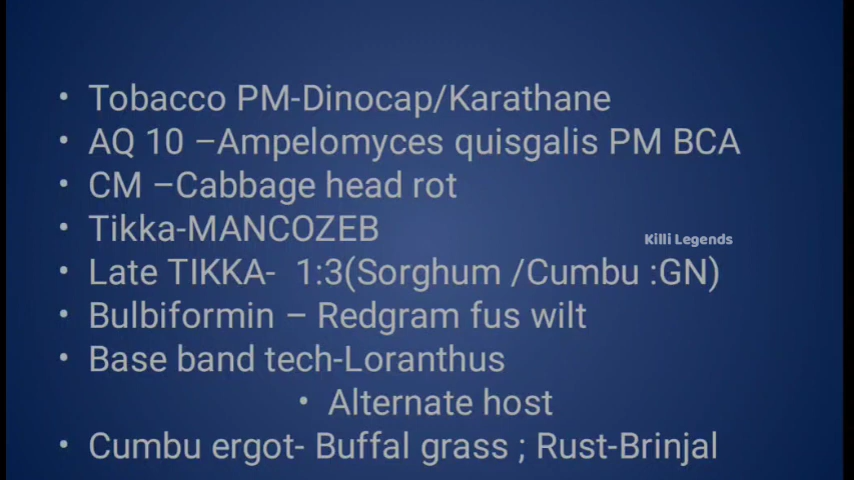 • Tobacco PM-Dinocap/Karathane
• AQ 10 –Ampelomyces quisgalis PM BCA
• CM –Cabbage head rot
• Tikka-MANCOZEB
Killi Legends
• Late TIKKA- 1:3(Sorghum /Cumbu :GN)
• Bulbiformin – Redgram fus wilt
• Base band tech-Loranthus
• Alternate host
• Cumbu ergot- Buffal grass ; Rust-Brinjal